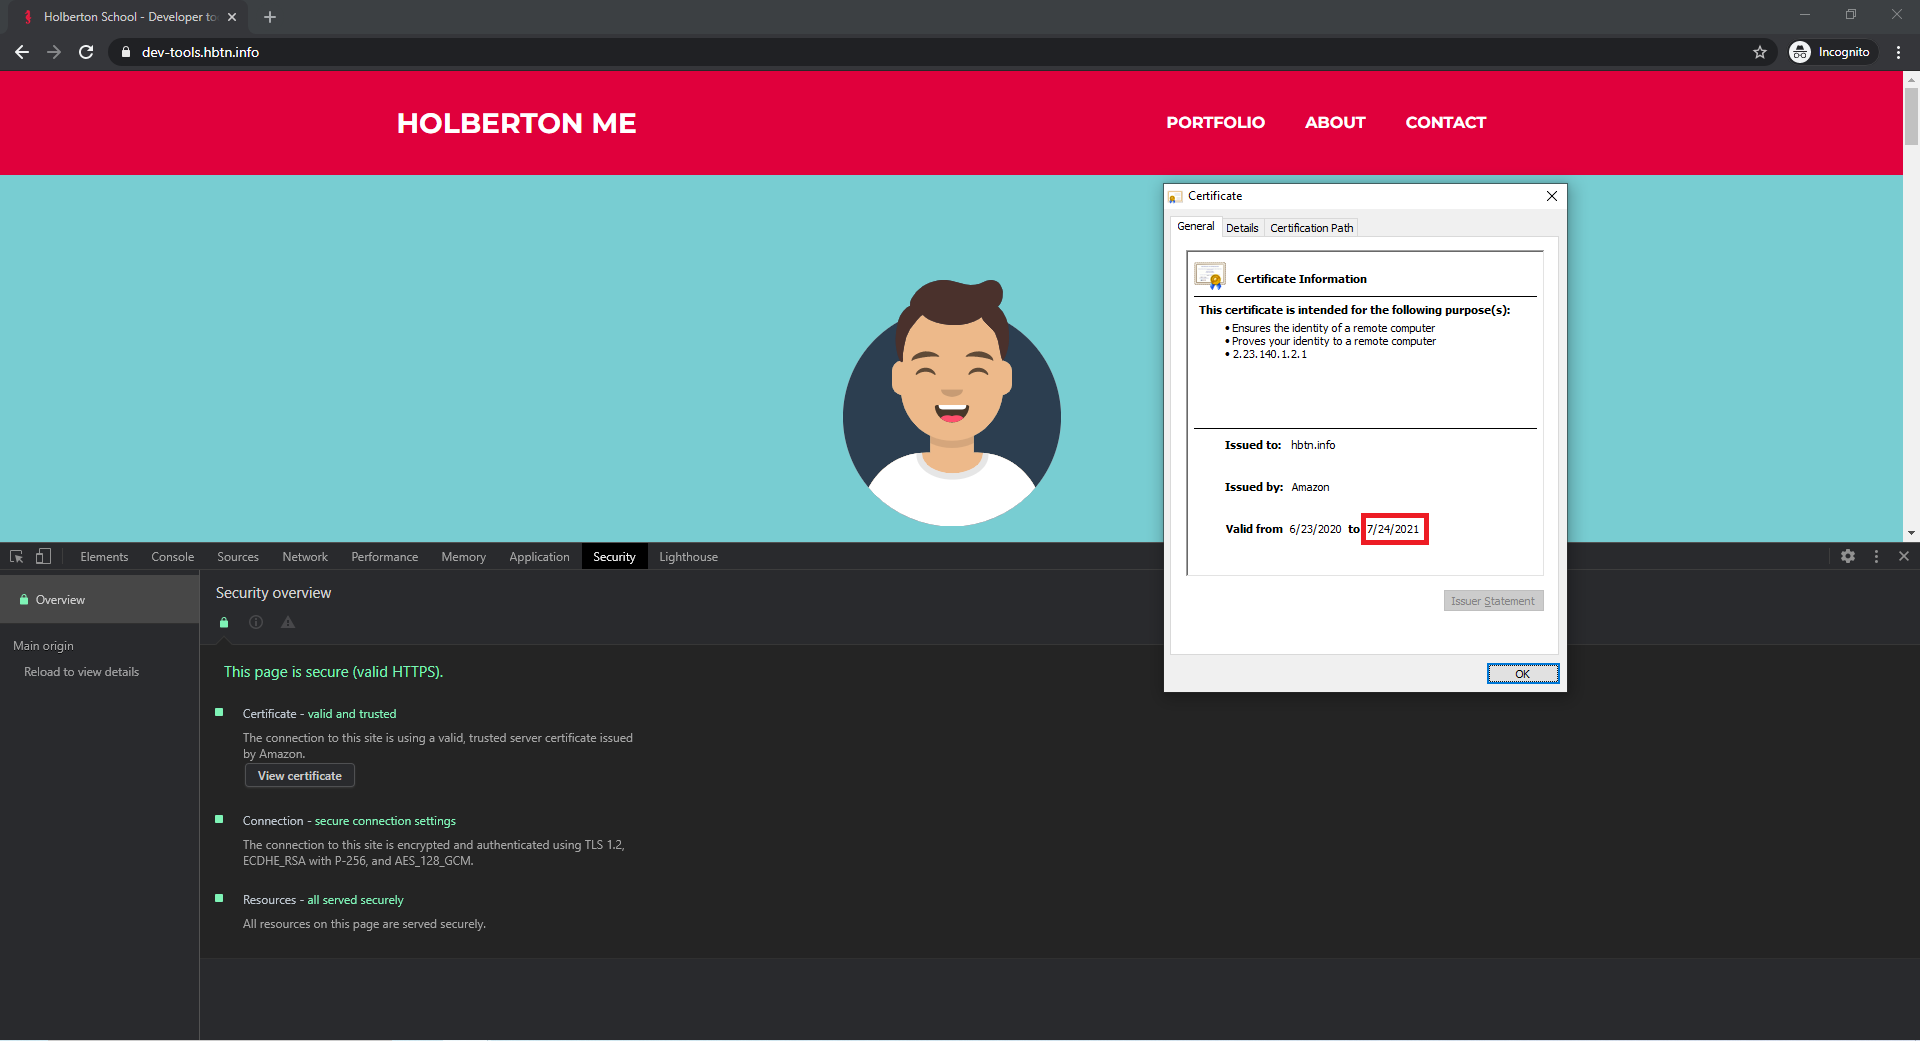 Holberton School - Developer to
dev-tools.hbtn.info
Incognito
HOLBERTON ME
PORTFOLIO
ABOUT
CONTACT
Certificate
General
Details
Certification Path
Certificate Information
This certificate is intended for the following purpose(s):
• Ensures the identity of a remote computer
• Proves your identity to a remote computer
• 2.23.140.1.2.1
Issued to: hbtn.info
Issued by: Amazon
Valid from 6/23/2020 to 7/24/2021
Issuer Statement
OK
Elements
Console
Sources
Network
Performance
Memory
Application
Security
Lighthouse
Overview
Main origin
Reload to view details
Security overview
This page is secure (valid HTTPS).
Certificate - valid and trusted
The connection to this site is using a valid, trusted server certificate issued
by Amazon.
View certificate
Connection - secure connection settings
The connection to this site is encrypted and authenticated using TLS 1.2,
ECDHE_RSA with P-256, and AES_128_GCM.
Resources - all served securely
All resources on this page are served securely.